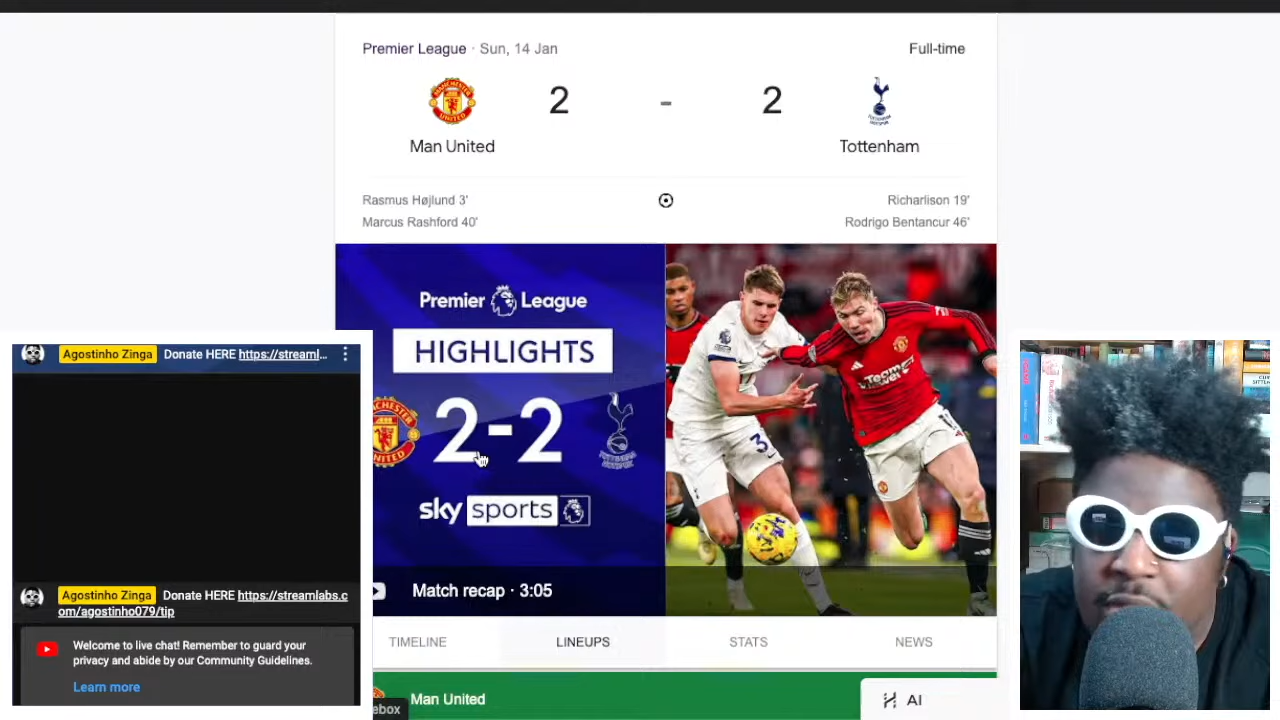 Premier League · Sun, 14 Jan
Full-time
2 - 2
Man United
Tottenham
Rasmus Højlund 3'
Richarlison 19'
Marcus Rashford 40'
Rodrigo Bentancur 46'
Premier League
HIGHLIGHTS
2-2
sky sports
Match recap · 3:05
TIMELINE
LINEUPS
STATS
NEWS
Man United
AI
Agostinho Zinga Donate HERE https://streaml...
Agostinho Zinga Donate HERE https://streamlabs.c
om/agostinho079/tip
Welcome to live chat! Remember to guard your
privacy and abide by our Community Guidelines.
Learn more